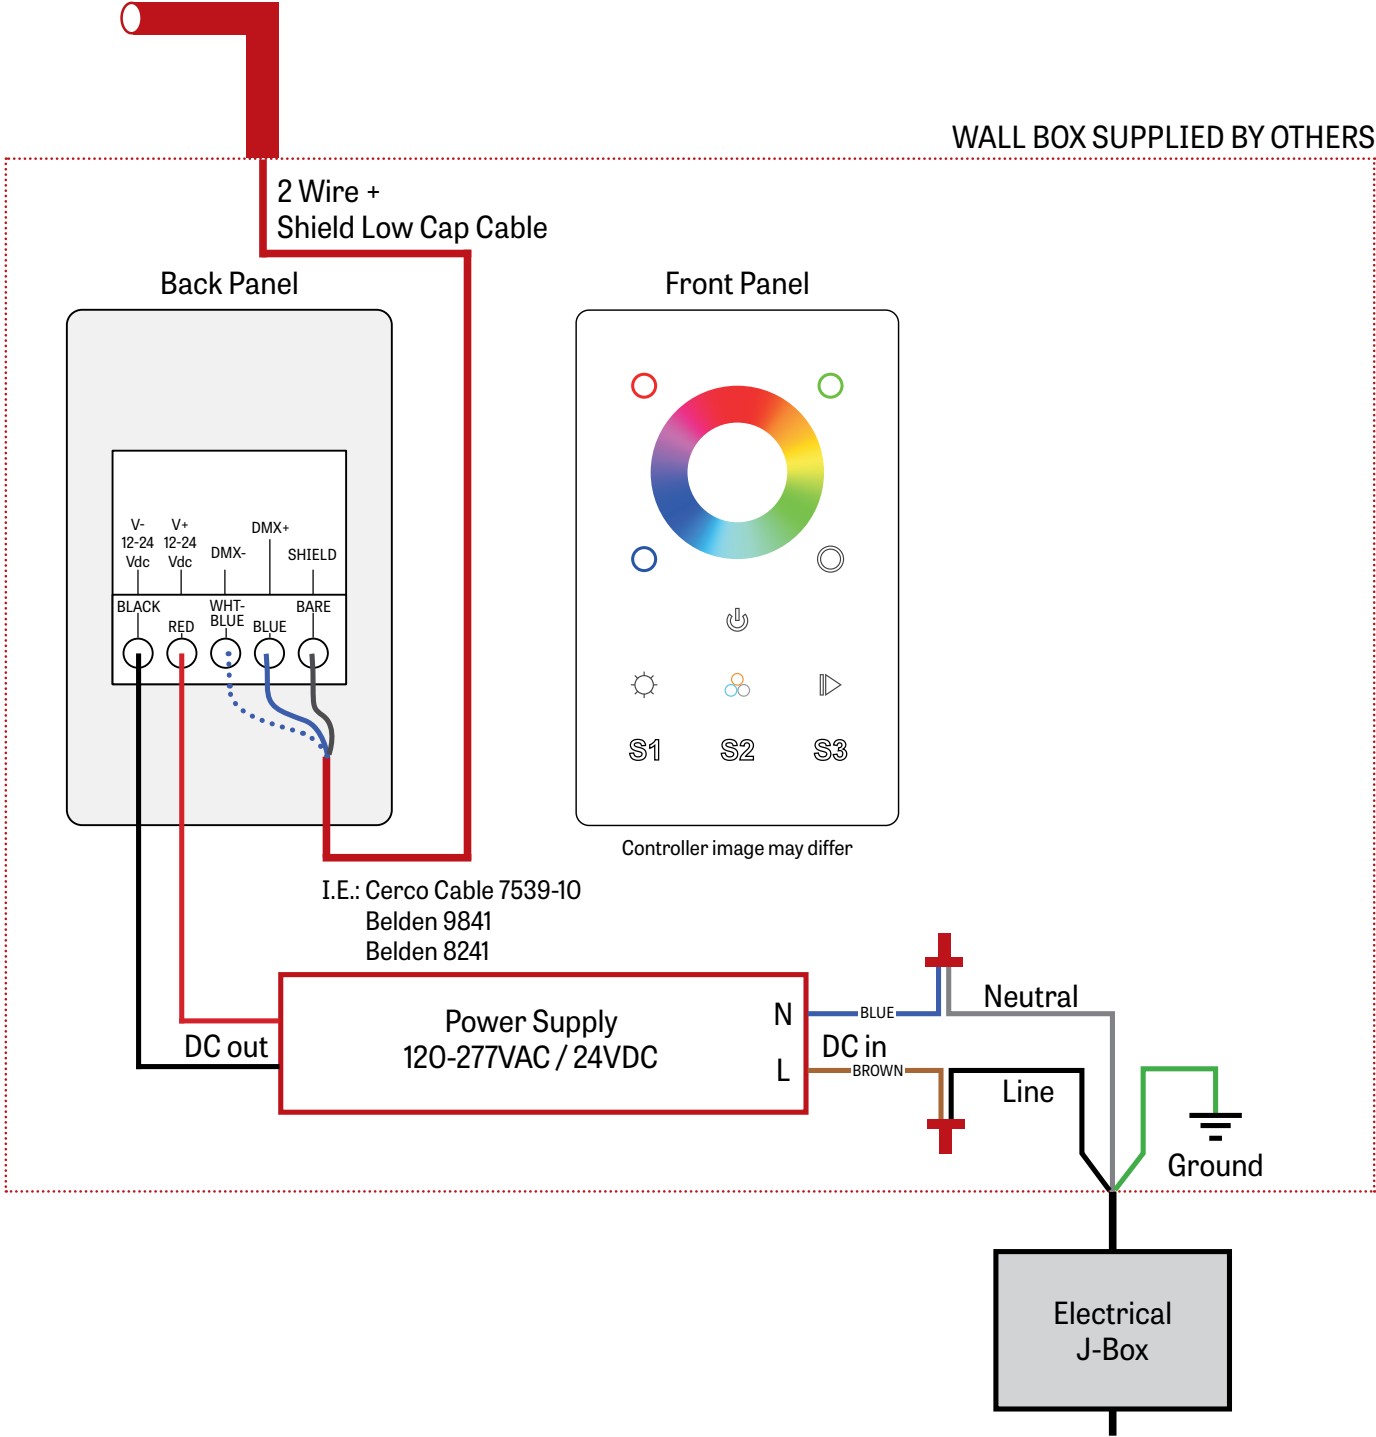 WALL BOX SUPPLIED BY OTHERS
2 Wire +
Shield Low Cap Cable
Back Panel
Front Panel
V-
12-24
Vdc
V+
12-24
Vdc
DMX-
DMX+
SHIELD
BLACK
RED
WHT-
BLUE
BLUE
BARE
S1
S2
S3
Controller image may differ
I.E.: Cerco Cable 7539-10
Belden 9841
Belden 8241
Power Supply
120-277VAC / 24VDC
DC out
N
L
BLUE
DC in
BROWN
Neutral
Line
Ground
Electrical
J-Box